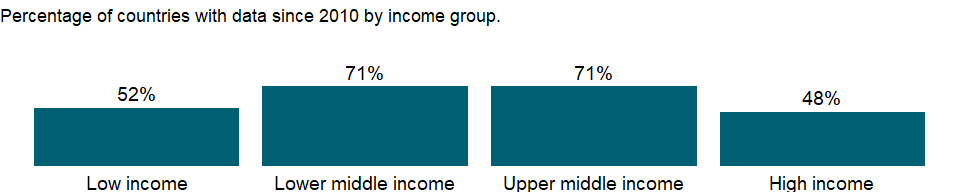 Percentage of countries with data since 2010 by income group.
71% 71%
52% 48%
Low income Lower middle income Upper middle income High income